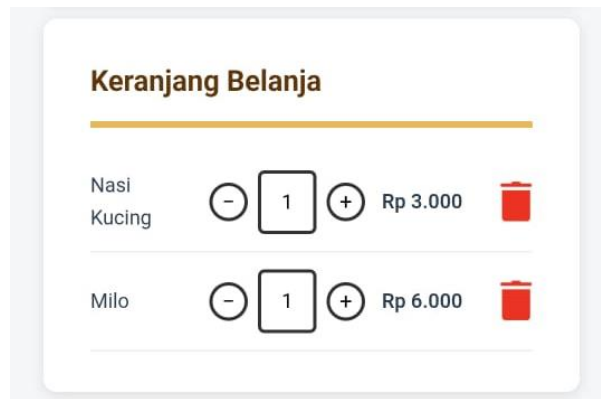 Keranjang Belanja
Nasi
Kucing
- 1 + Rp 3.000
Milo - 1 + Rp 6.000